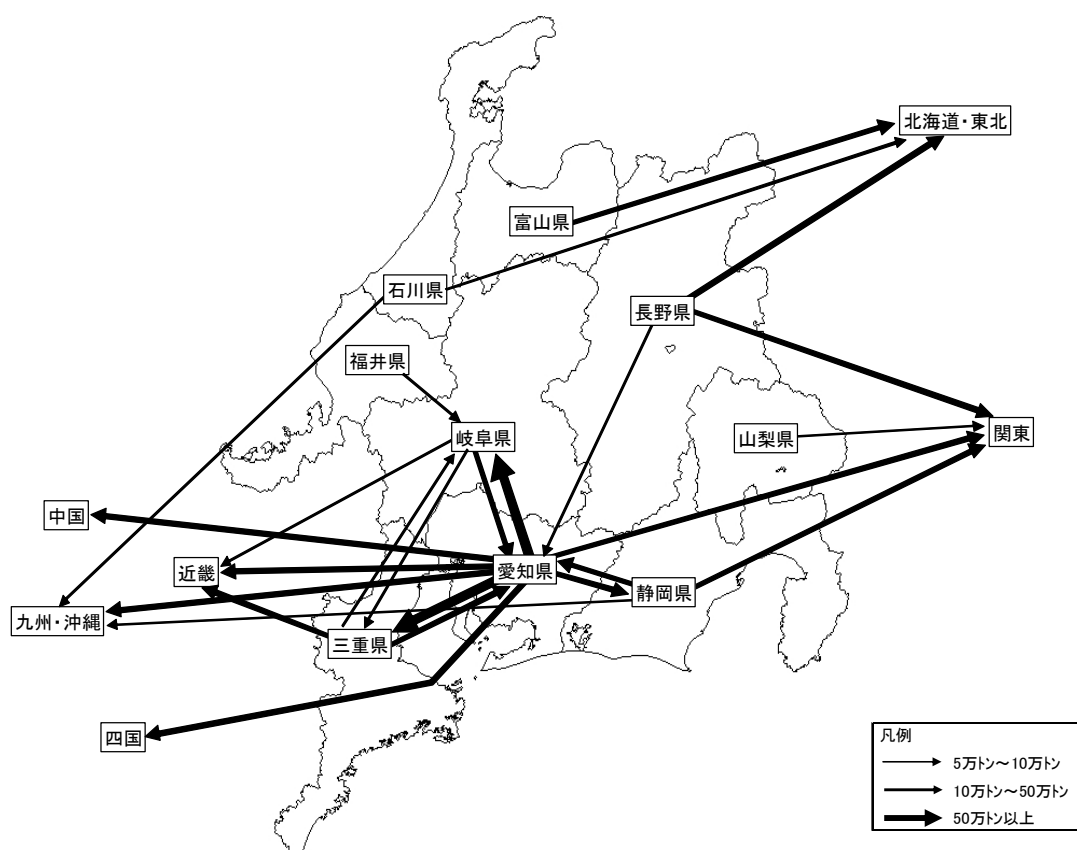 北海道・東北
富山県
石川県
長野県
福井県
岐阜県
山梨県
関東
中国
近畿
愛知県
静岡県
九州・沖縄
三重県
四国
凡例
5万トン～10万トン
10万トン～50万トン
50万トン以上